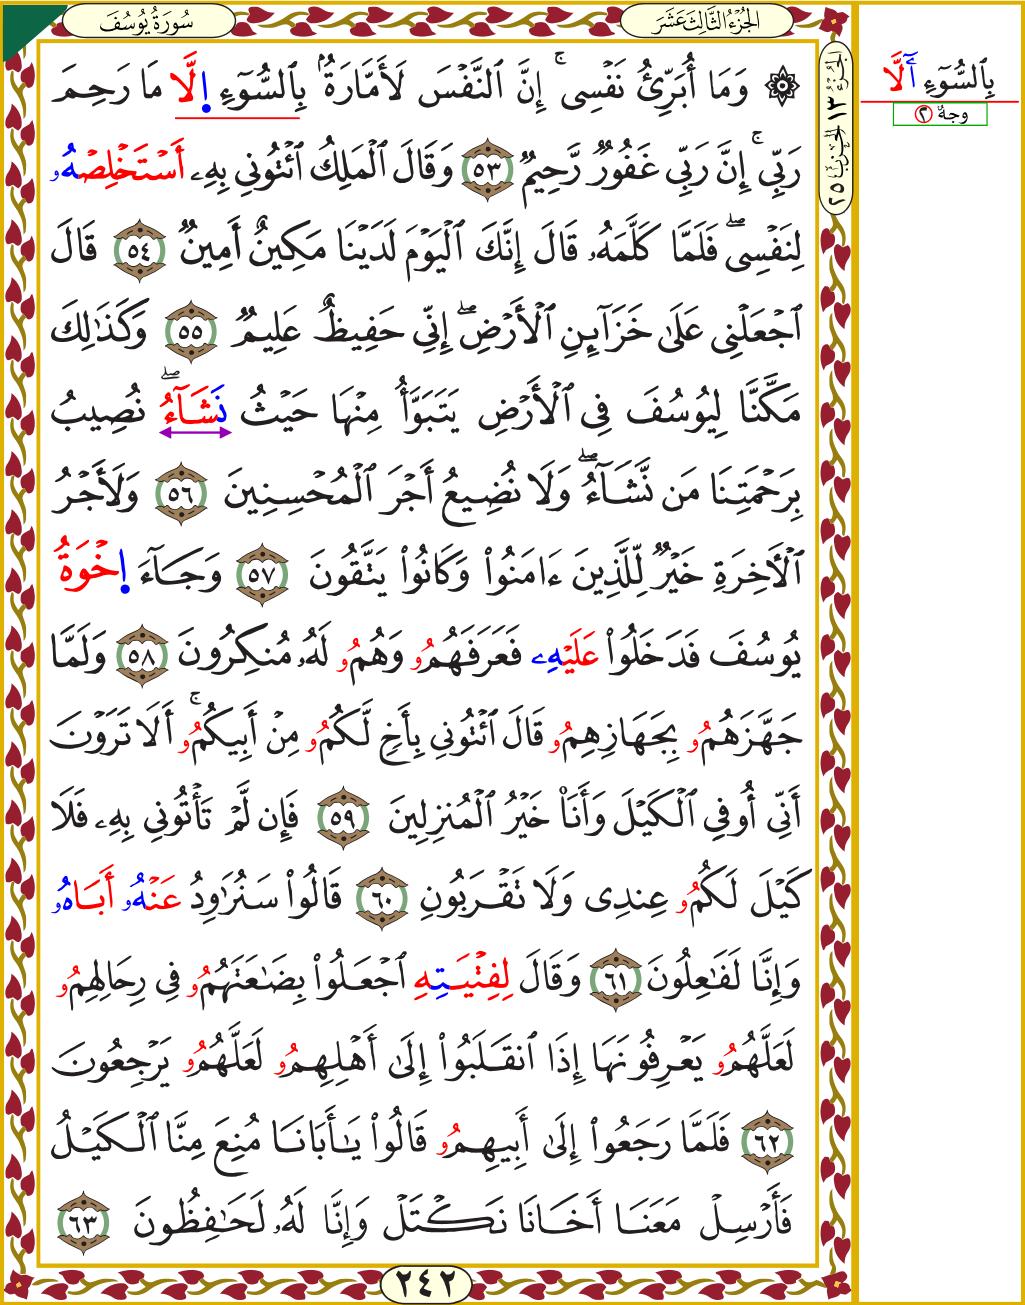 سُورَةُ يُوسُفَ
الجُزْءُ الثَّالِثَ عَشَرَ
۞ وَمَا أُبَرِّئُ نَفْسِى ۚ إِنَّ ٱلنَّفْسَ لَأَمَّارَةُۢ بِٱلسُّوٓءِ إِلَّا مَا رَحِمَ
رَبِّى ۚ إِنَّ رَبِّى غَفُورٌ رَّحِيمٌ ٥٣ وَقَالَ ٱلْمَلِكُ ٱئْتُونِى بِهِۦ أَسْتَخْلِصْهُو
لِنَفْسِى ۖ فَلَمَّا كَلَّمَهُۥ قَالَ إِنَّكَ ٱلْيَوْمَ لَدَيْنَا مَكِينٌ أَمِينٌ ٥٤ قَالَ
ٱجْعَلْنِى عَلَىٰ خَزَآئِنِ ٱلْأَرْضِ ۖ إِنِّى حَفِيظٌ عَلِيمٌ ٥٥ وَكَذَٰلِكَ
مَكَّنَّا لِيُوسُفَ فِى ٱلْأَرْضِ يَتَبَوَّأُ مِنْهَا حَيْثُ نَشَآءُ ۖ نُصِيبُ
بِرَحْمَتِنَا مَن نَّشَآءُ ۖ وَلَا نُضِيعُ أَجْرَ ٱلْمُحْسِنِينَ ٥٦ وَلَأَجْرُ
ٱلْأَخِرَةِ خَيْرٌ لِّلَّذِينَ ءَامَنُوا۟ وَكَانُوا۟ يَتَّقُونَ ٥٧ وَجَآءَ إِخْوَةُ
يُوسُفَ فَدَخَلُوا۟ عَلَيْهِۦ فَعَرَفَهُمُو وَهُمُو لَهُۥ مُنكِرُونَ ٥٨ وَلَمَّا
جَهَّزَهُمُو بِجَهَازِهِمُو قَالَ ٱئْتُونِى بِأَخٍ لَّكُمُو مِنْ أَبِيكُمُو ۚ أَلَا تَرَوْنَ
أَنِّى أُوفِى ٱلْكَيْلَ وَأَنَا۠ خَيْرُ ٱلْمُنزِلِينَ ٥٩ فَإِن لَّمْ تَأْتُونِى بِهِۦ فَلَا
كَيْلَ لَكُمُو عِندِى وَلَا تَقْرَبُونِ ٦٠ قَالُوا۟ سَنُرَٰوِدُ عَنْهُو أَبَاهُو
وَإِنَّا لَفَٰعِلُونَ ٦١ وَقَالَ لِفِتْيَتِهِ ٱجْعَلُوا۟ بِضَٰعَتَهُمُو فِى رِحَالِهِمُو
لَعَلَّهُمُو يَعْرِفُونَهَا إِذَا ٱنقَلَبُوا۟ إِلَىٰ أَهْلِهِمُو لَعَلَّهُمُو يَرْجِعُونَ
٦٢ فَلَمَّا رَجَعُوا۟ إِلَىٰ أَبِيهِمُو قَالُوا۟ يَٰأَبَانَا مُنِعَ مِنَّا ٱلْكَيْلُ
فَأَرْسِلْ مَعَنَا أَخَانَا نَكْتَلْ وَإِنَّا لَهُۥ لَحَٰفِظُونَ ٦٣
٢٤٢
الجزء ١٣ الحزب ٢٥
بِٱلسُّوٓءِ آَلَّا
وجهٌ ٢